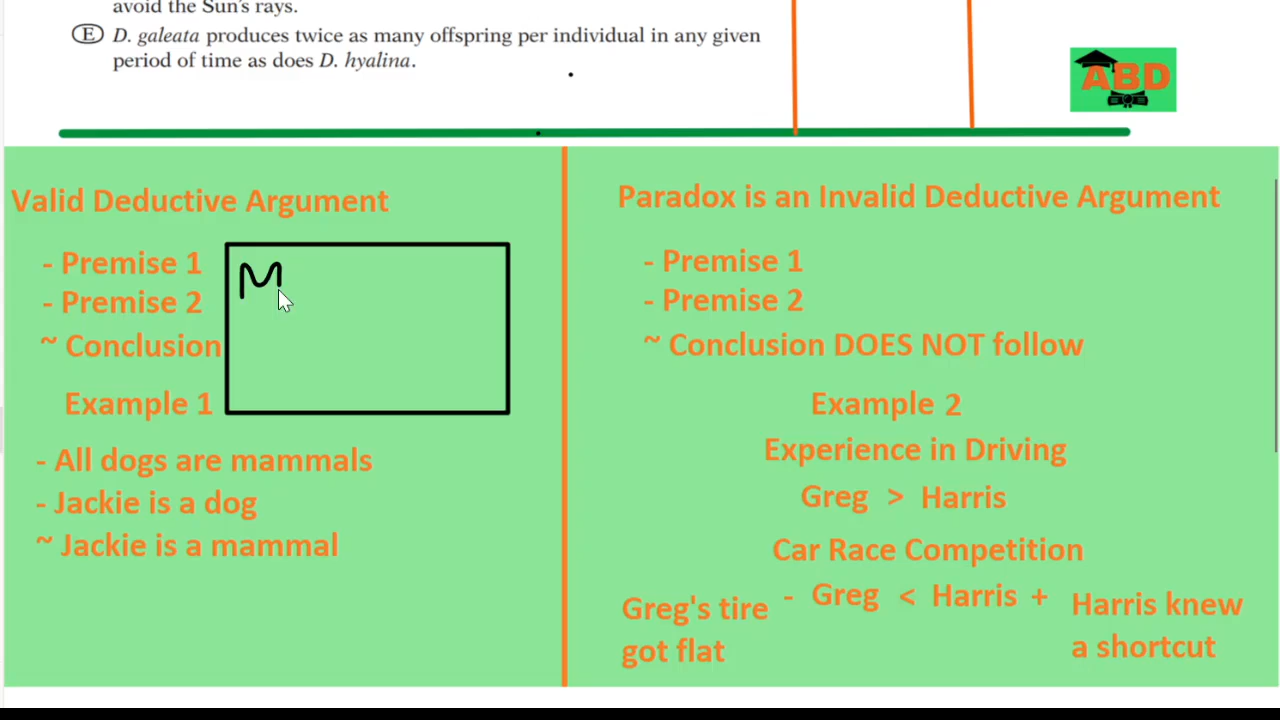 avoid the Sun's rays.
E D. galeata produces twice as many offspring per individual in any given
period of time as does D. hyalina.
ABD
Valid Deductive Argument
- Premise 1
- Premise 2
~ Conclusion
M
Example 1
- All dogs are mammals
- Jackie is a dog
~ Jackie is a mammal
Paradox is an Invalid Deductive Argument
- Premise 1
- Premise 2
~ Conclusion DOES NOT follow
Example 2
Experience in Driving
Greg > Harris
Car Race Competition
- Greg < Harris +
Greg's tire
got flat
Harris knew
a shortcut